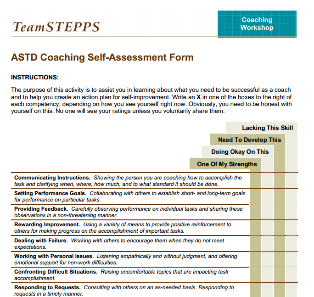 TeamSTEPPS
Coaching
Workshop
ASTD Coaching Self-Assessment Form
INSTRUCTIONS:
The purpose of this activity is to assist you in learning about what you need to be successful as a coach
and to help you create an action plan for self-improvement. Write an X in one of the boxes to the right of
each competency, depending on how you see yourself right now. Obviously, you need to be honest with
yourself on this. No one will see your ratings unless you voluntarily share them.
Lacking This Skill
Need To Develop This
Doing Okay On This
One Of My Strengths
Communicating Instructions. Showing the person you are coaching how to accomplish the
task and clarifying when, where, how much, and to what standard it should be done.
Setting Performance Goals. Collaborating with others to establish short- and long-term goals
for performance on particular tasks.
Providing Feedback. Carefully observing performance on individual tasks and sharing these
observations in a non-threatening manner.
Rewarding Improvement. Using a variety of means to provide positive reinforcement to
others for making progress on the accomplishment of important tasks.
Dealing with Failure. Working with others to encourage them when they do not meet
expectations.
Working with Personal Issues. Listening empathically and without judgment, and offering
emotional support for non-work difficulties.
Confronting Difficult Situations. Raising uncomfortable topics that are impacting task
accomplishment.
Responding to Requests. Consulting with others on an as-needed basis. Responding to
requests in a timely manner.